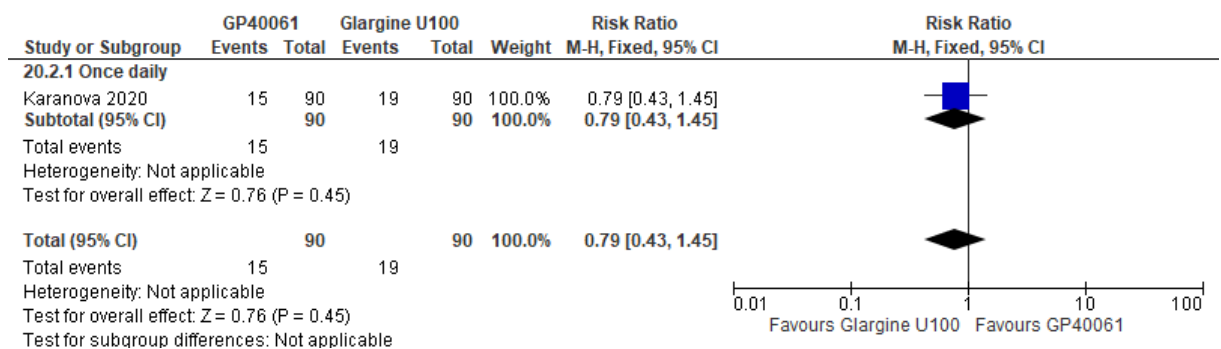 GP40061 Glargine U100 Risk Ratio Risk Ratio
Study or Subgroup Events Total Events Total Weight M-H, Fixed, 95% CI M-H, Fixed, 95% CI
20.2.1 Once daily
Karanova 2020 15 90 19 90 100.0% 0.79 [0.43, 1.45]
Subtotal (95% CI) 90 90 100.0% 0.79 [0.43, 1.45]
Total events 15 19
Heterogeneity: Not applicable
Test for overall effect: Z = 0.76 (P = 0.45)
Total (95% CI) 90 90 100.0% 0.79 [0.43, 1.45]
Total events 15 19
Heterogeneity: Not applicable
Test for overall effect: Z = 0.76 (P = 0.45)
Test for subgroup differences: Not applicable
0.01 0.1 1 10 100
Favours Glargine U100 Favours GP40061